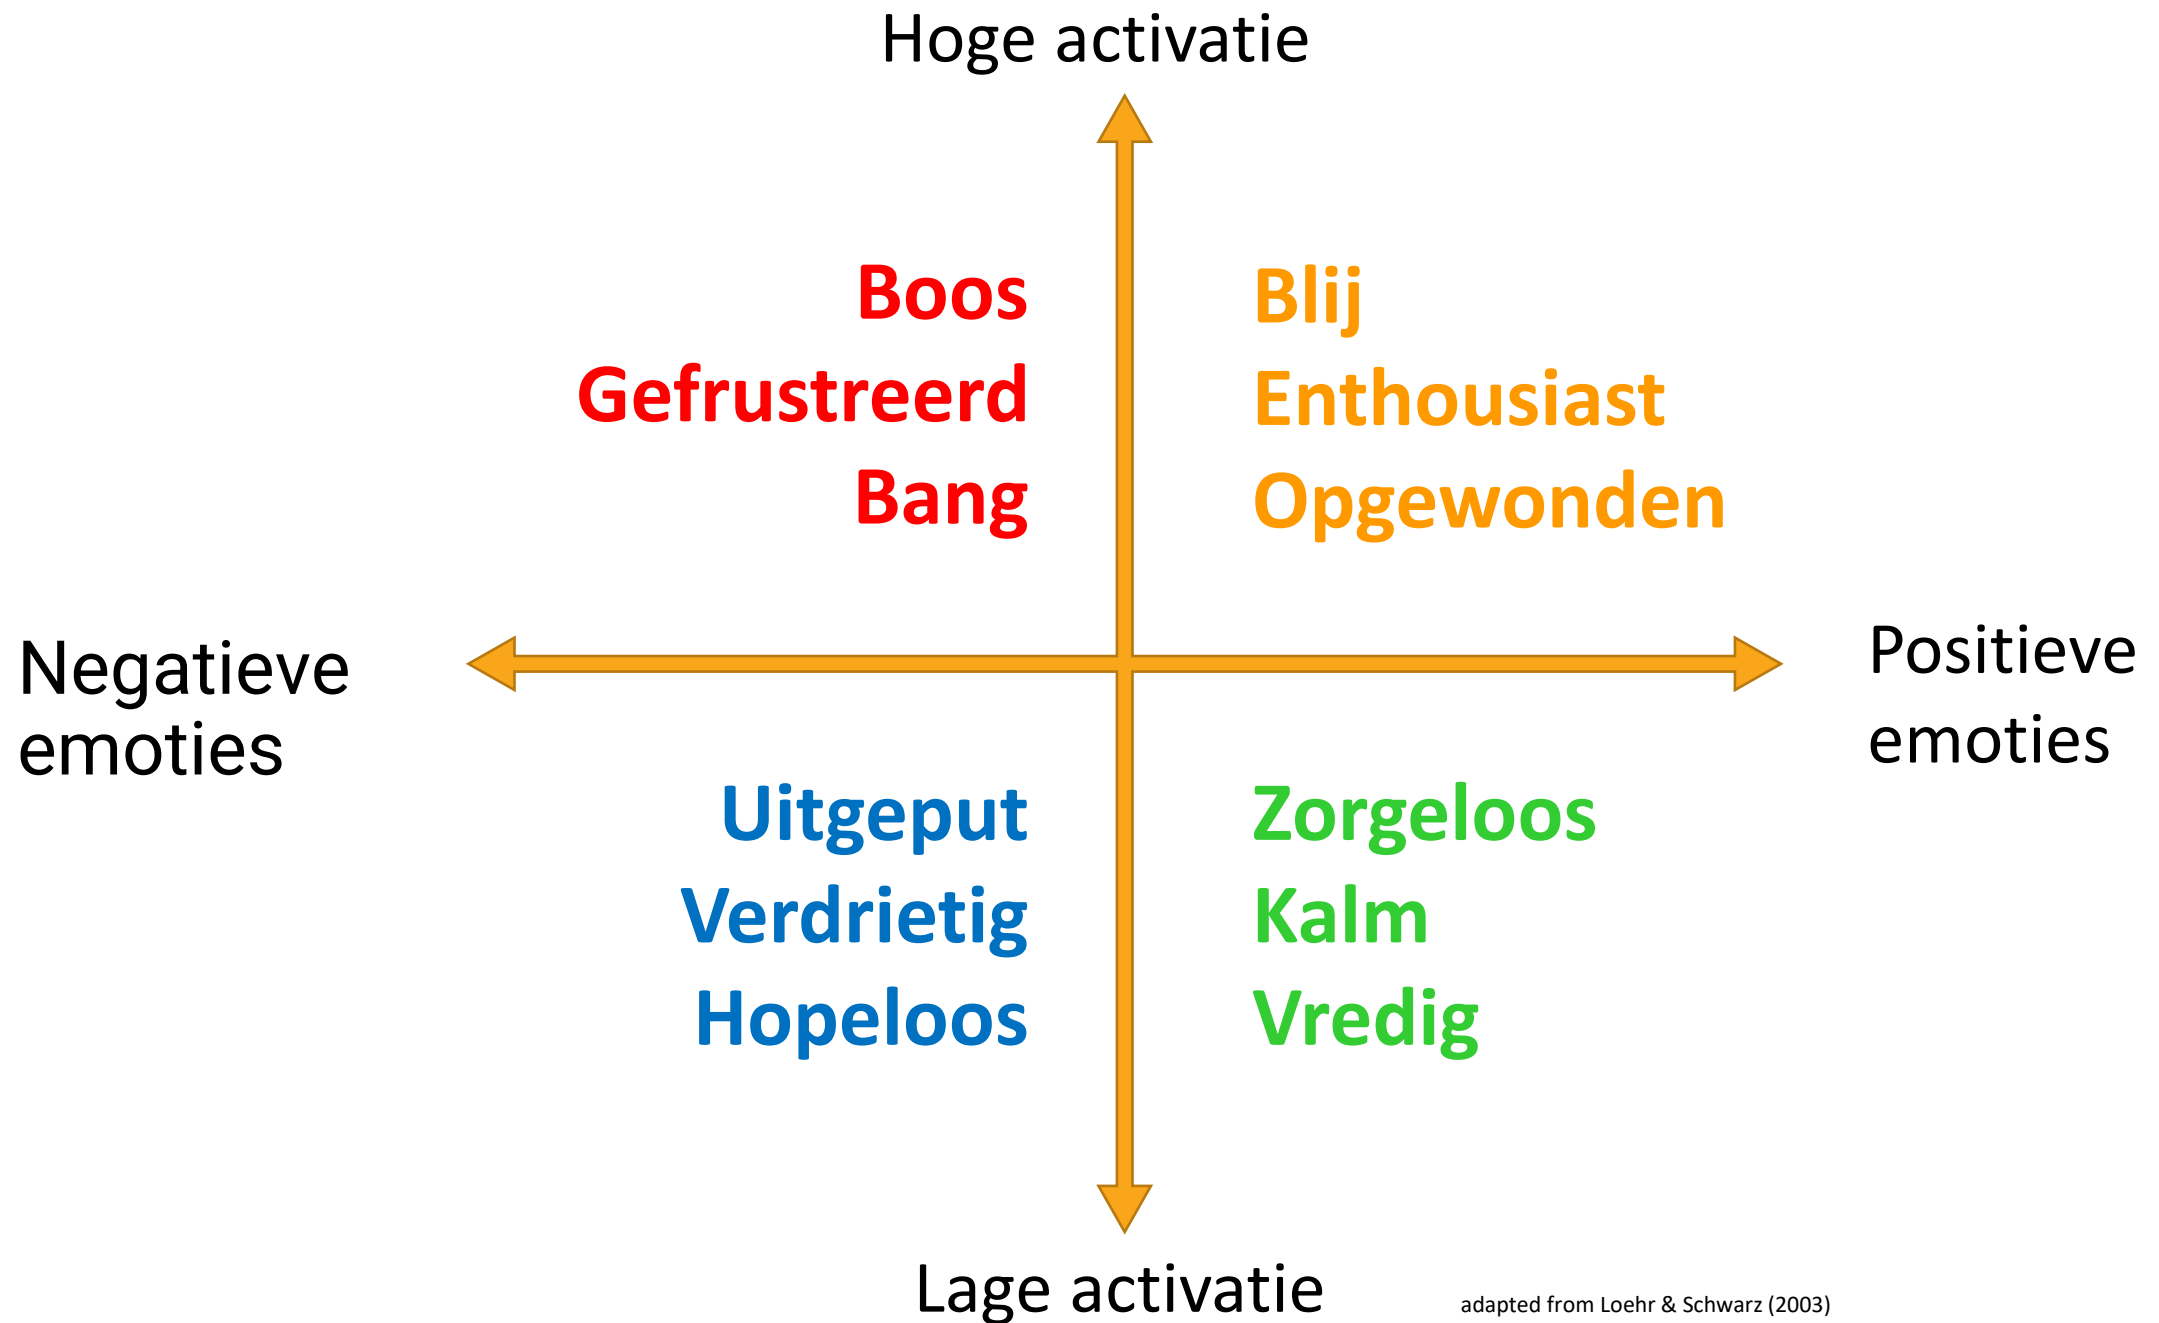 Hoge activatie
Boos
Gefrustreerd
Bang
Blij
Enthousiast
Opgewonden
Negatieve
emoties
Positieve
emoties
Uitgeput
Verdrietig
Hopeloos
Zorgeloos
Kalm
Vredig
Lage activatie
adapted from Loehr & Schwarz (2003)